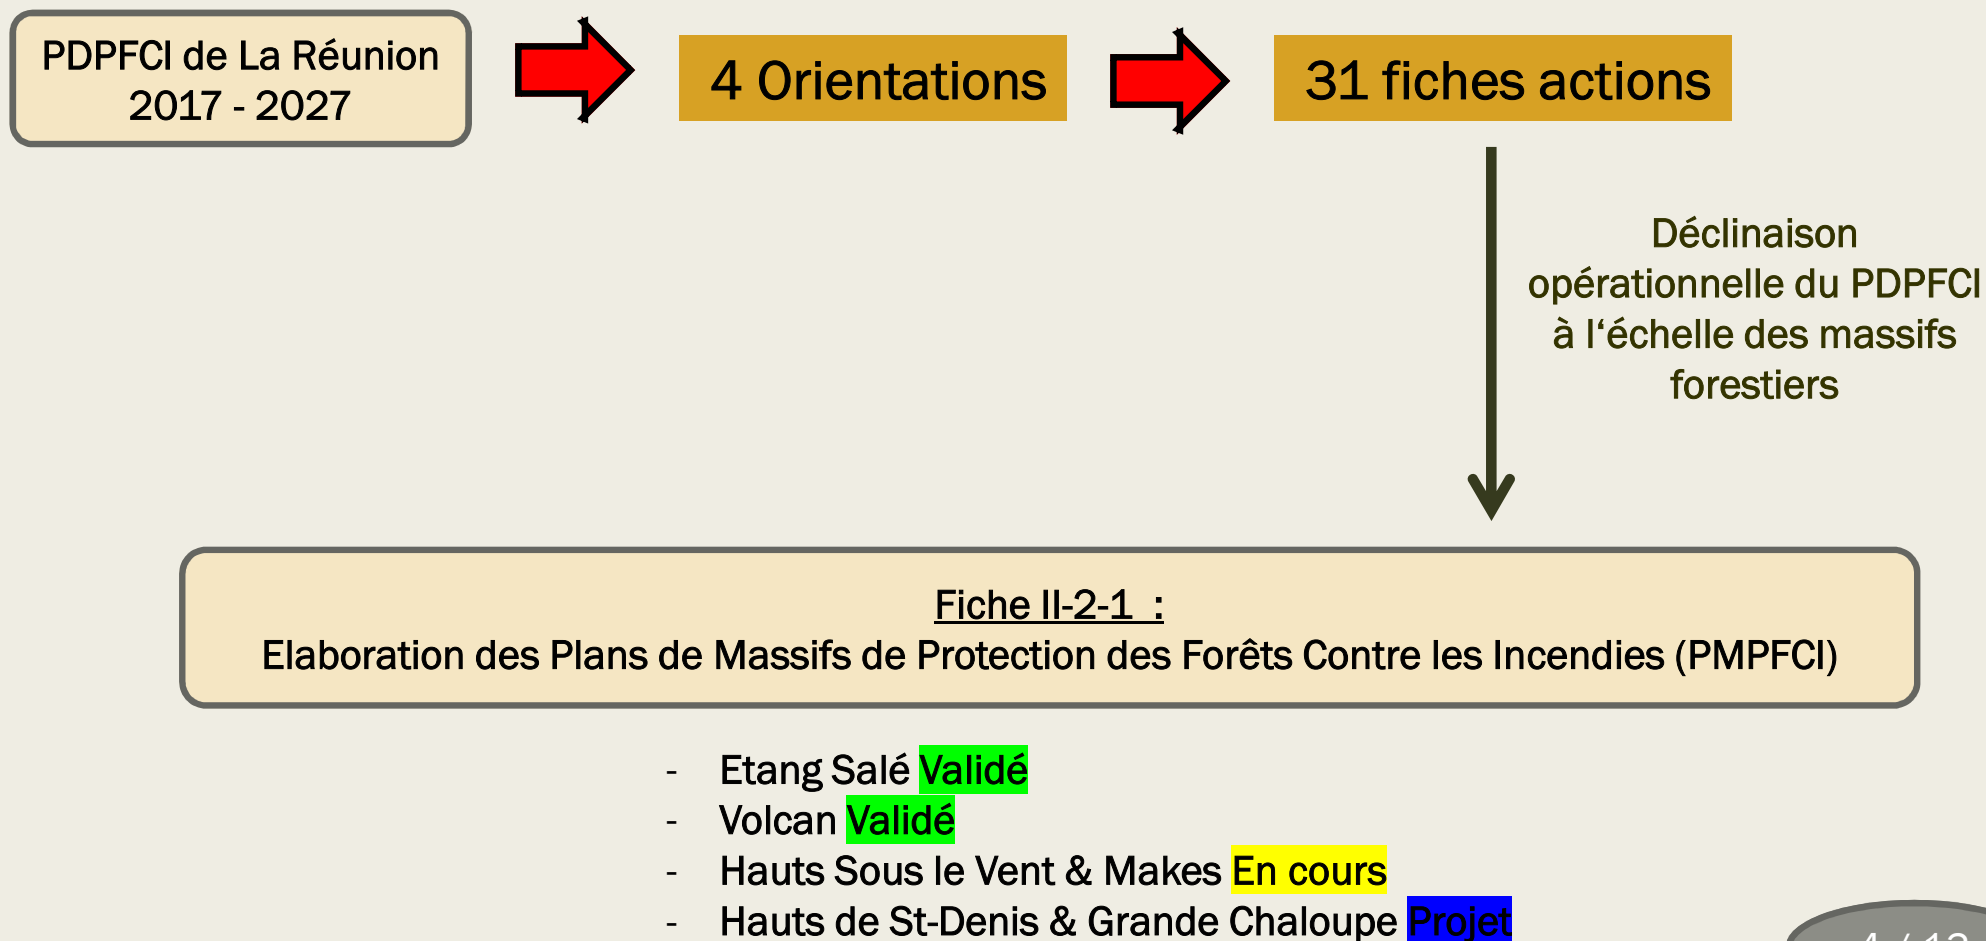 PDPFCI de La Réunion
2017 - 2027
4 Orientations
31 fiches actions
Déclinaison
opérationnelle du PDPFCI
à l‘échelle des massifs
forestiers
Fiche II-2-1  :
Elaboration des Plans de Massifs de Protection des Forêts Contre les Incendies (PMPFCI)
- Etang Salé Validé
- Volcan Validé
- Hauts Sous le Vent & Makes En cours
- Hauts de St-Denis & Grande Chaloupe Projet